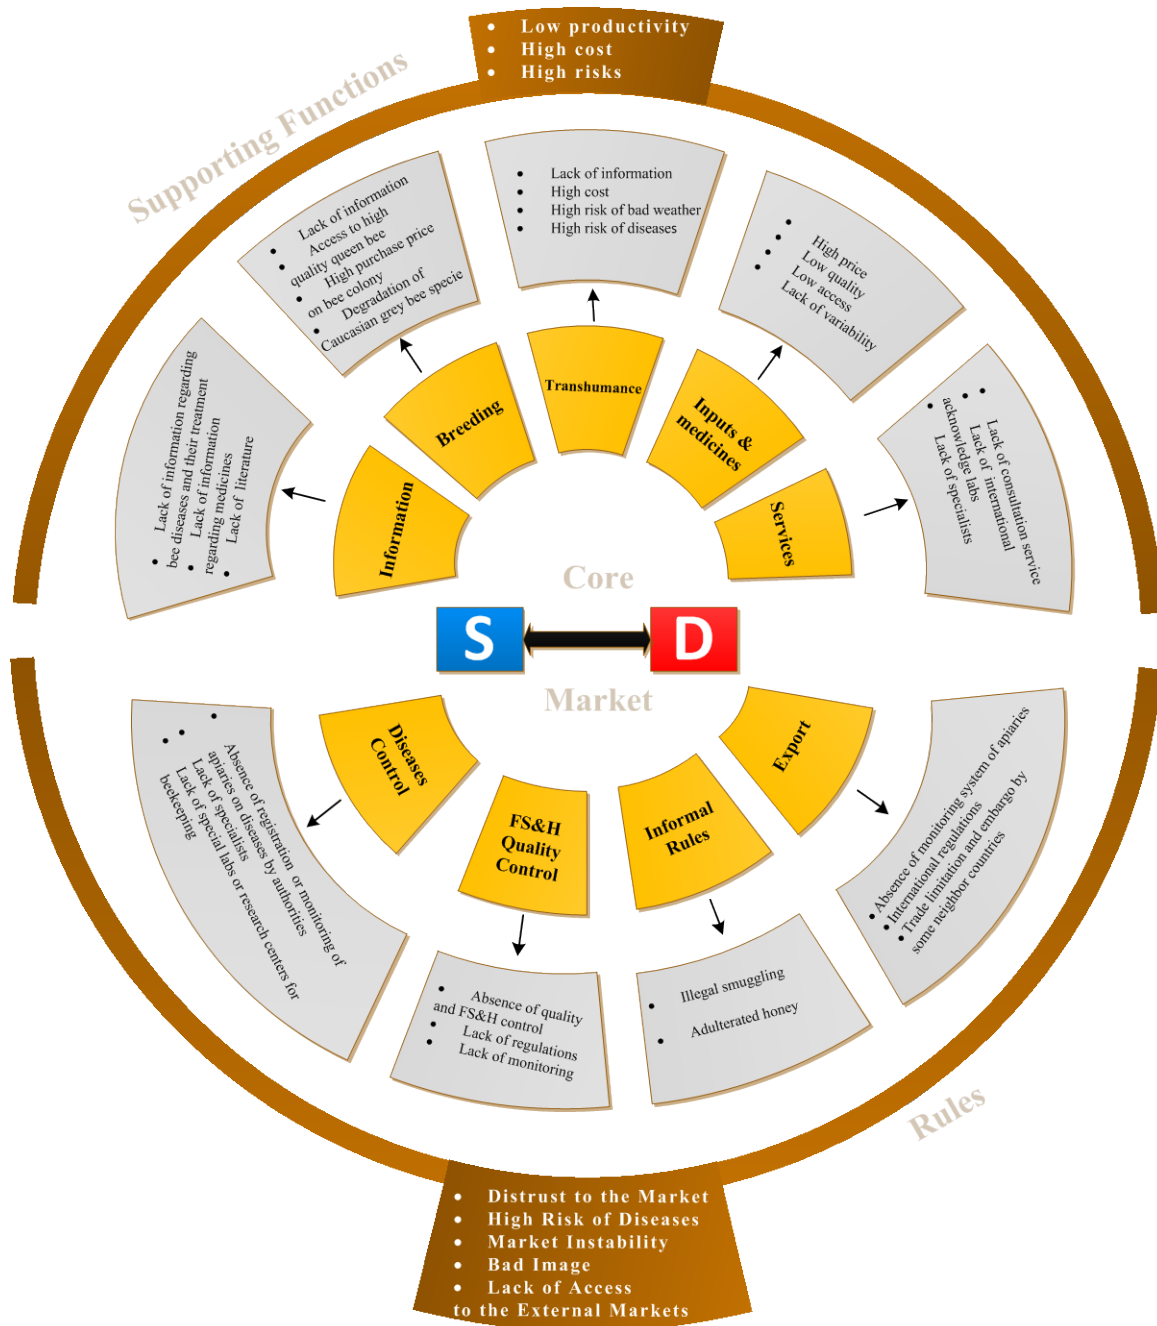 Low productivity
High cost
High risks
Supporting Functions
Lack of information regarding
bee diseases and their treatment
Lack of information
regarding medicines
Lack of literature
Lack of information
Access to high
quality queen bee
High purchase price
on bee colony
Degradation of
Caucasian grey bee specie
Lack of information
High cost
High risk of bad weather
High risk of diseases
High price
Low quality
Low access
Lack of variability
Lack of consultation service
Lack of international
acknowledge labs
Lack of specialists
Information
Breeding
Transhumance
Inputs &
medicines
Services
Core
S
D
Market
Diseases
Control
FS&H
Quality
Control
Informal
Rules
Export
Absence of registration or monitoring of
apiaries on diseases by authorities
Lack of specialists
Lack of special labs or research centers for
beekeeping
Absence of quality
and FS&H control
Lack of regulations
Lack of monitoring
Illegal smuggling
Adulterated honey
Absence of monitoring system of apiaries
International regulations
Trade limitation and embargo by
some neighbor countries
Rules
Distrust to the Market
High Risk of Diseases
Market Instability
Bad Image
Lack of Access
to the External Markets